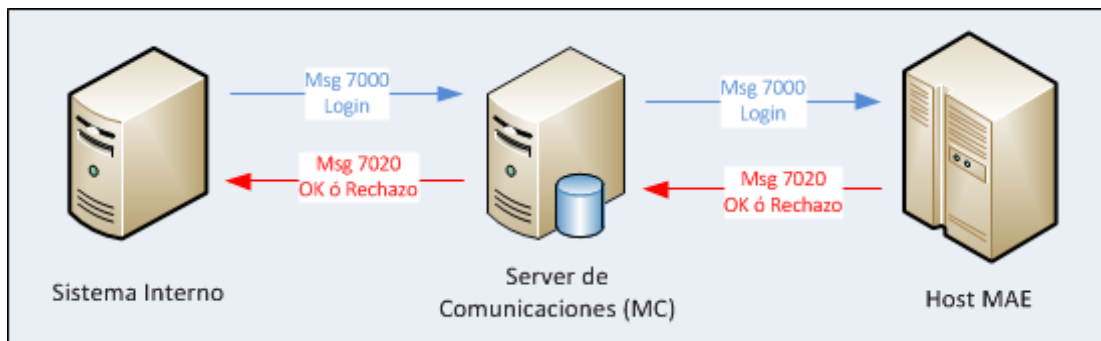 Msg 7000
Login
Msg 7000
Login
Msg 7020
OK ó Rechazo
Msg 7020
OK ó Rechazo
Sistema Interno
Server de
Comunicaciones (MC)
Host MAE